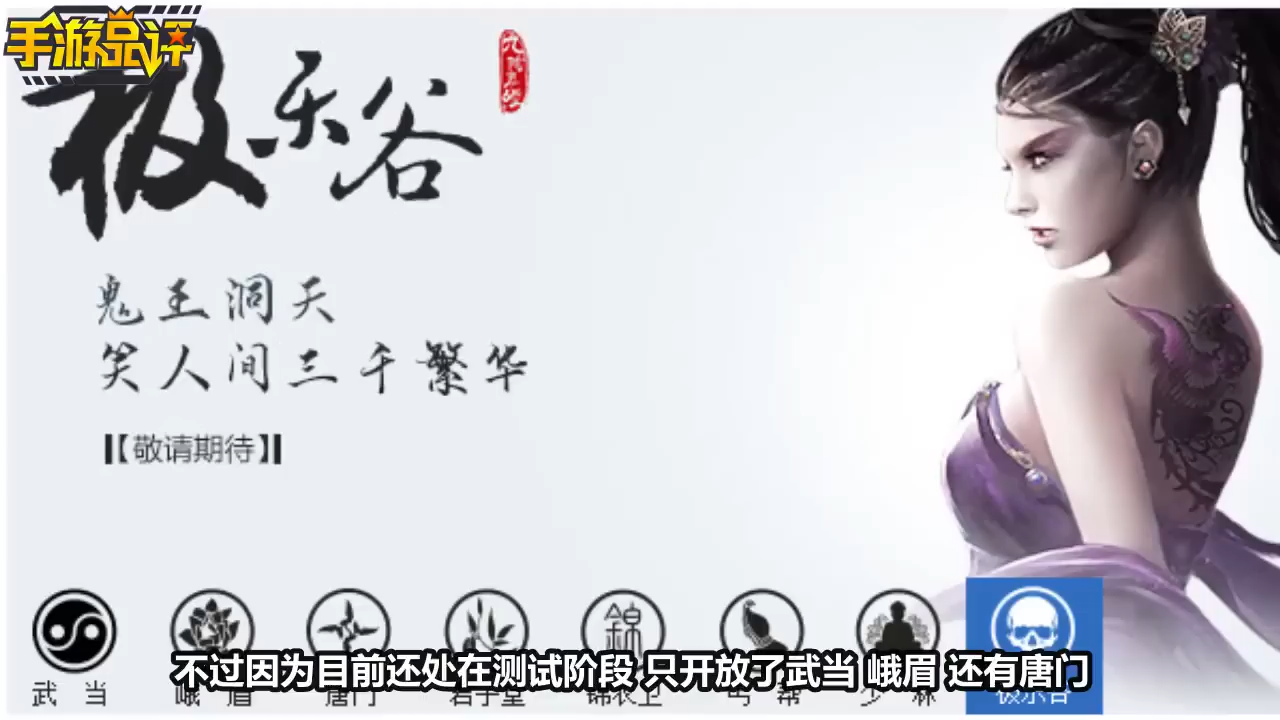 手游品评
极乐谷
鬼王洞天
笑人间三千繁华
【敬请期待】
錦
武当 峨眉 唐门 君子堂 锦衣卫 丐帮 少林 极乐谷
不过因为目前还处在测试阶段 只开放了武当 峨眉 还有唐门